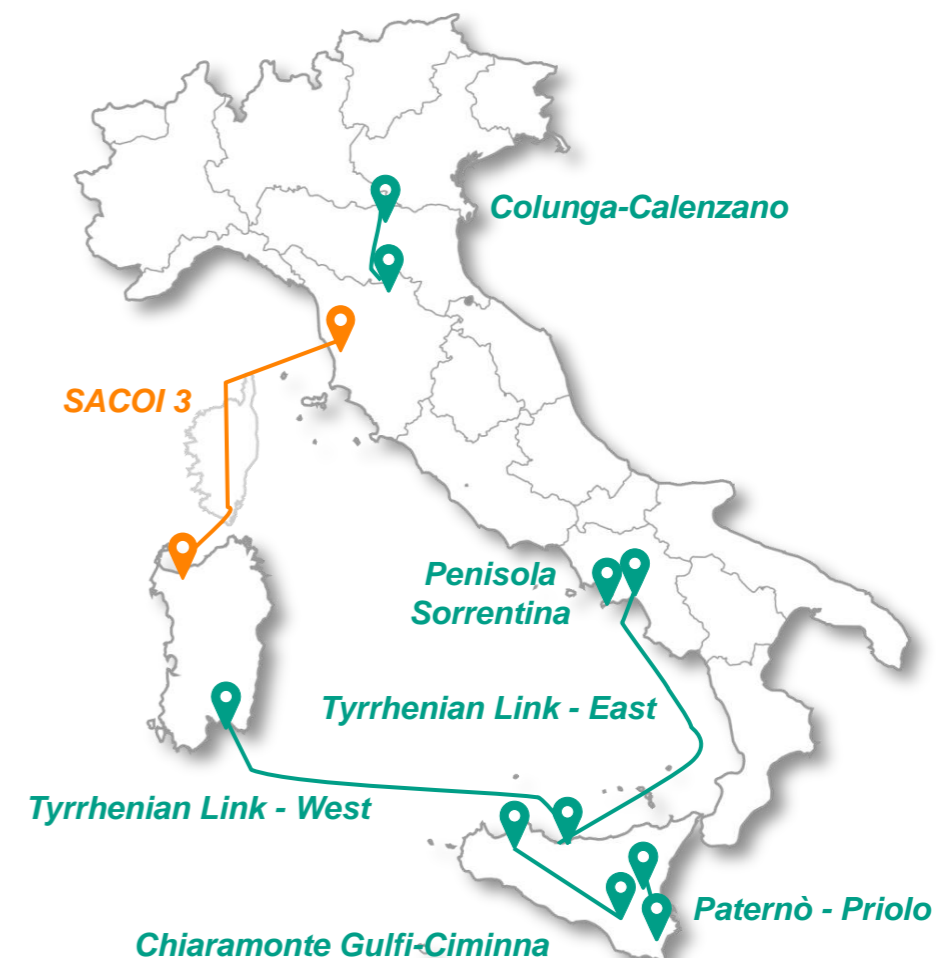 Colunga-Calenzano
SACOI 3
Penisola
Sorrentina
Tyrrhenian Link - East
Tyrrhenian Link - West
Paternò - Priolo
Chiaramonte Gulfi-Ciminna